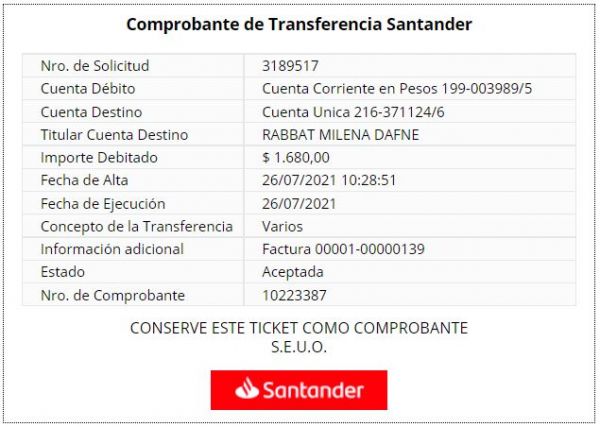 Comprobante de Transferencia Santander
Nro. de Solicitud 3189517
Cuenta Débito Cuenta Corriente en Pesos 199-003989/5
Cuenta Destino Cuenta Unica 216-371124/6
Titular Cuenta Destino RABBAT MILENA DAFNE
Importe Debitado $ 1.680,00
Fecha de Alta 26/07/2021 10:28:51
Fecha de Ejecución 26/07/2021
Concepto de la Transferencia Varios
Información adicional Factura 00001-00000139
Estado Aceptada
Nro. de Comprobante 10223387
CONSERVE ESTE TICKET COMO COMPROBANTE
S.E.U.O.
Santander